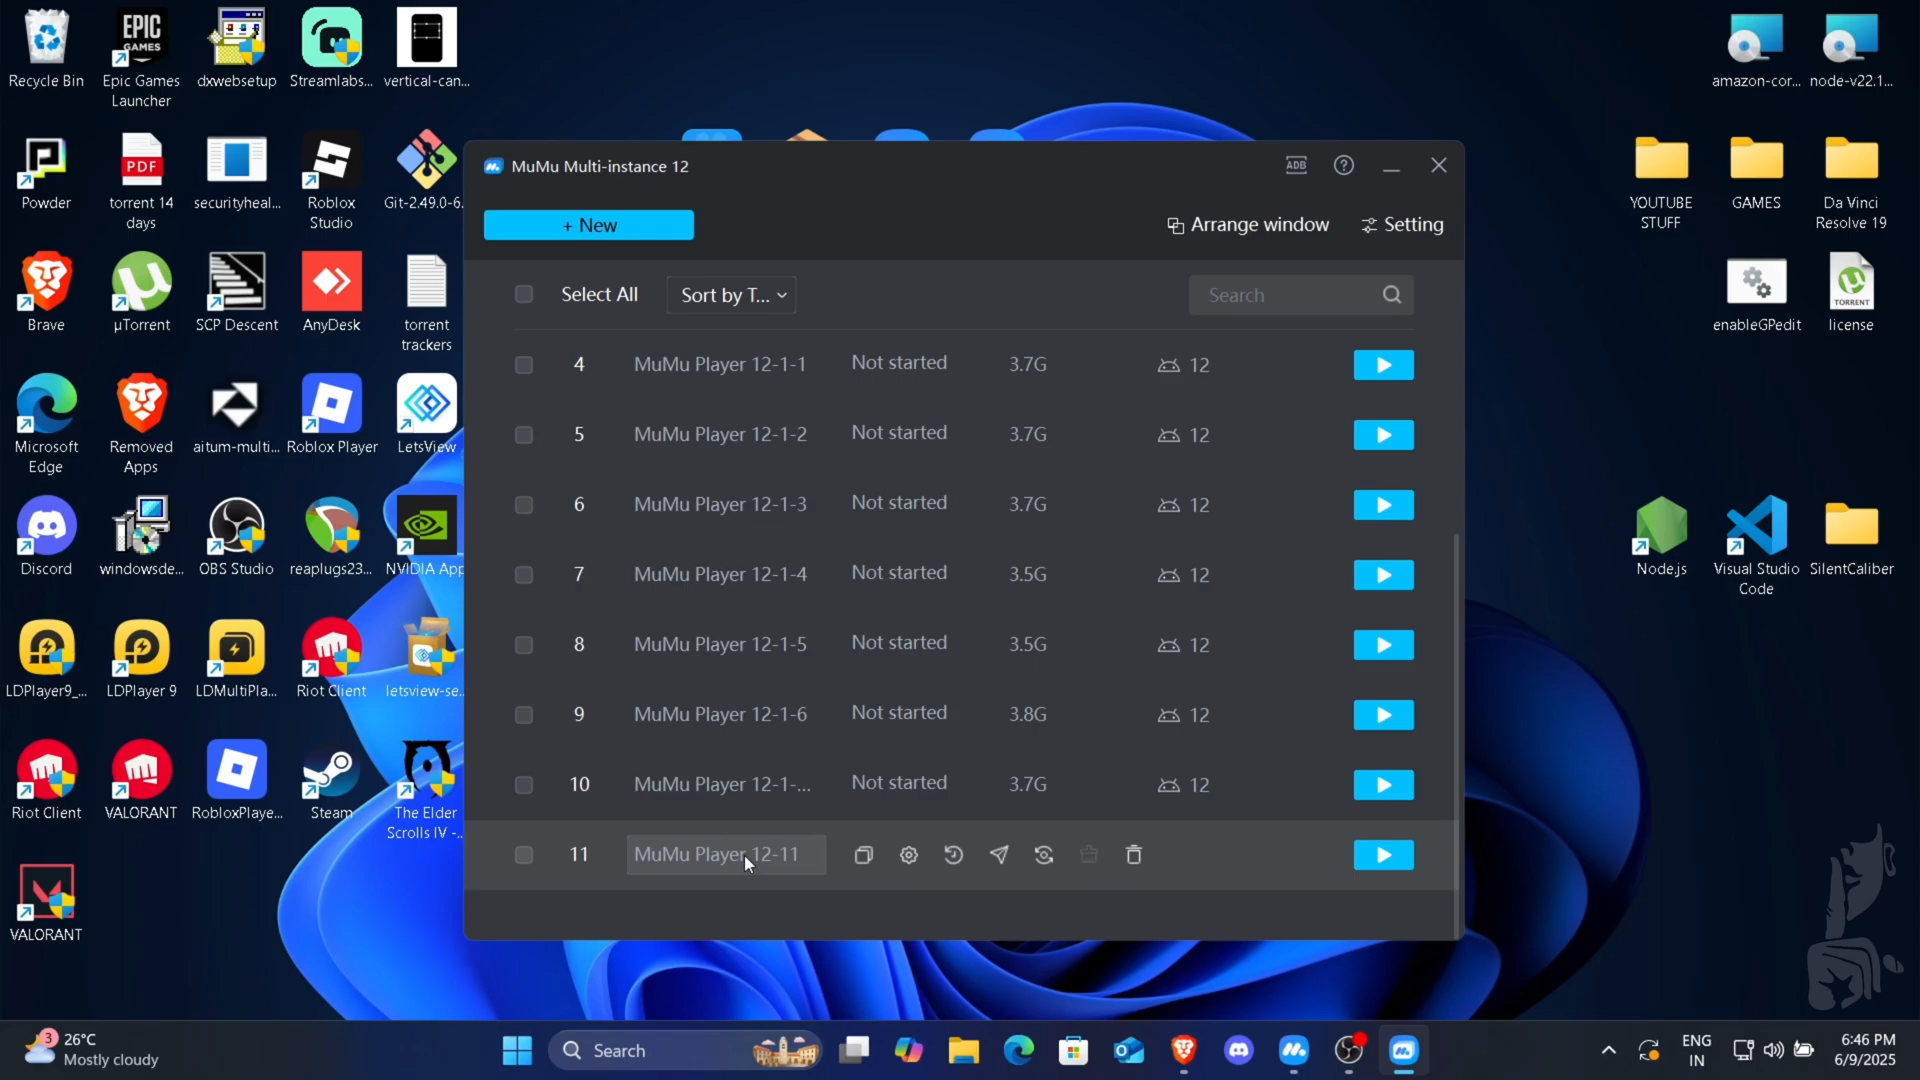 Recycle Bin
Epic Games
Launcher
EPIC
GAMES
dxwebsetup
Streamlabs...
vertical-can...
amazon-cor...
node-v22.1...
Powder
PDF
torrent 14
days
securityheal...
Roblox
Studio
Git-2.49.0-6...
YOUTUBE
STUFF
GAMES
Da Vinci
Resolve 19
Brave
µTorrent
SCP Descent
AnyDesk
torrent
trackers
enableGPedit
TORRENT
license
Microsoft
Edge
Removed
Apps
aitum-multi...
Roblox Player
LetsView
Discord
windowsde...
OBS Studio
reaplugs23...
NVIDIA App
Node.js
Visual Studio
Code
SilentCaliber
LDPlayer9_...
LDPlayer 9
LDMultiPla...
Riot Client
letsview-se...
Riot Client
VALORANT
RobloxPlaye...
Steam
The Elder
Scrolls IV -...
VALORANT
MuMu Multi-instance 12
ADB
+ New
Arrange window
Setting
Select All
Sort by T...
Search
4 MuMu Player 12-1-1 Not started 3.7G 12
5 MuMu Player 12-1-2 Not started 3.7G 12
6 MuMu Player 12-1-3 Not started 3.7G 12
7 MuMu Player 12-1-4 Not started 3.5G 12
8 MuMu Player 12-1-5 Not started 3.5G 12
9 MuMu Player 12-1-6 Not started 3.8G 12
10 MuMu Player 12-1-... Not started 3.7G 12
11 MuMu Player 12-11
3
26°C
Mostly cloudy
Search
ENG
IN
6:46 PM
6/9/2025